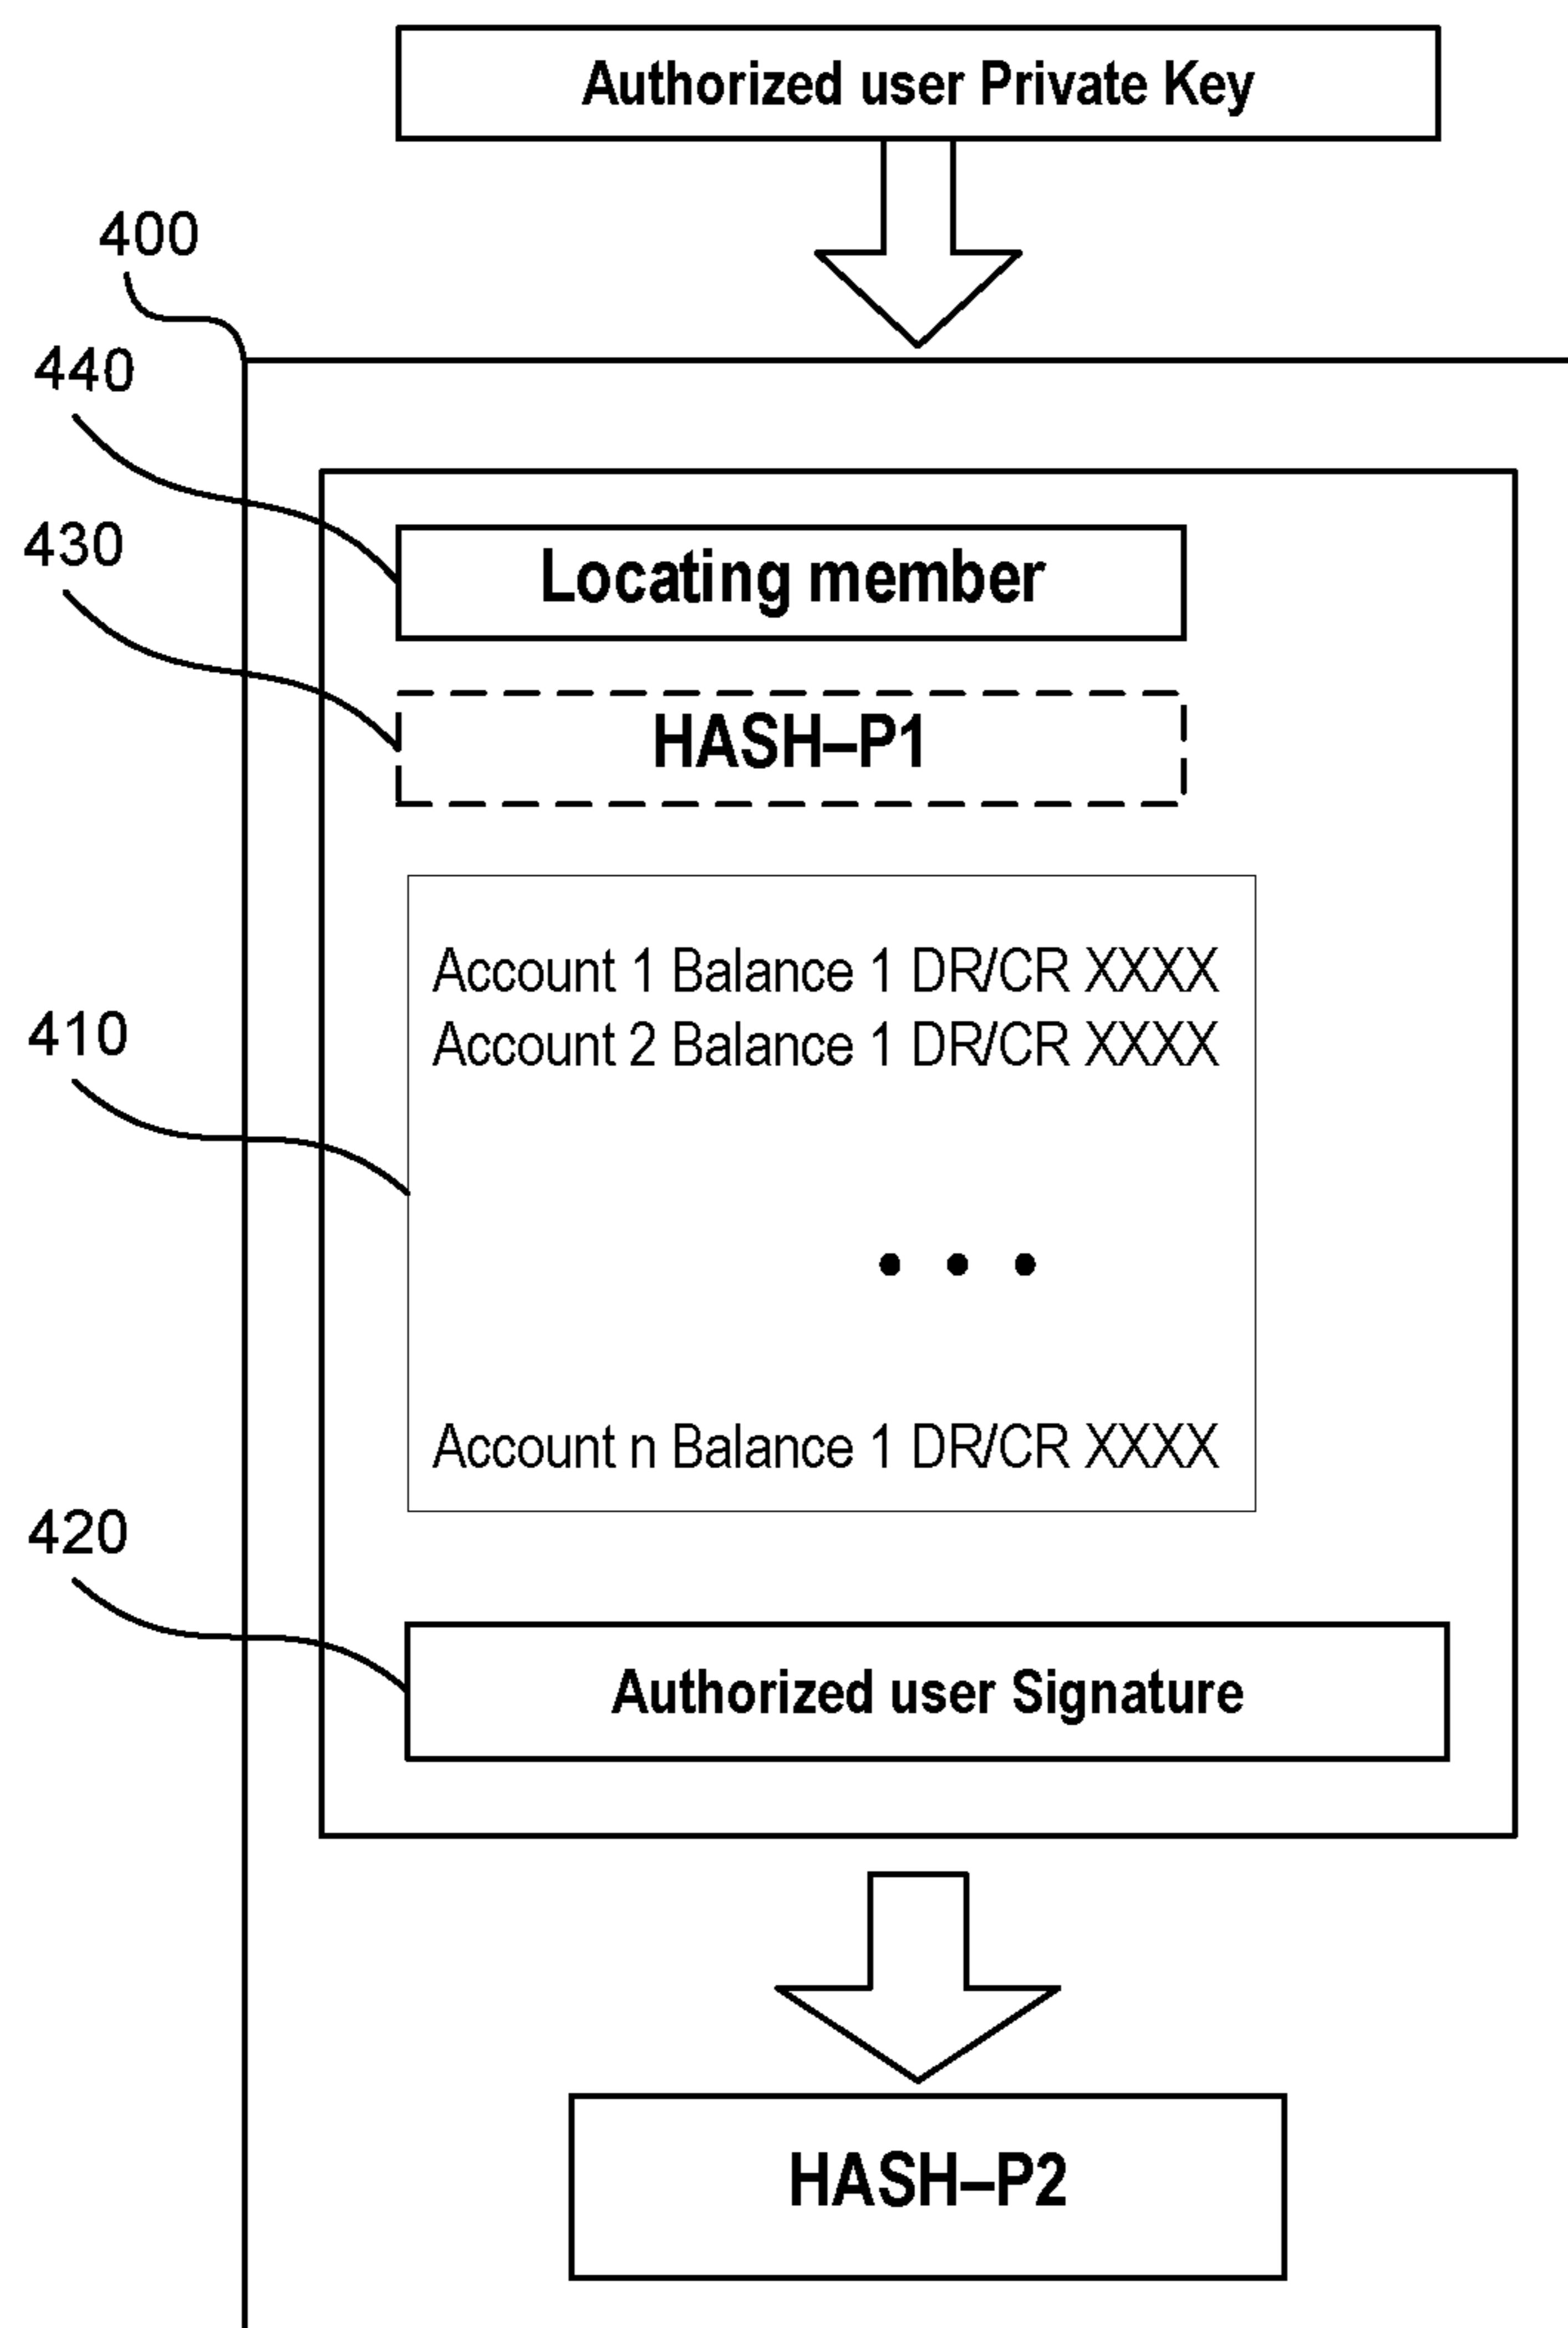 Authorized user Private Key
400
440
Locating member
430
HASH–P1
Account 1 Balance 1 DR/CR XXXX
410
Account 2 Balance 1 DR/CR XXXX
• • •
Account n Balance 1 DR/CR XXXX
420
Authorized user Signature
HASH–P2